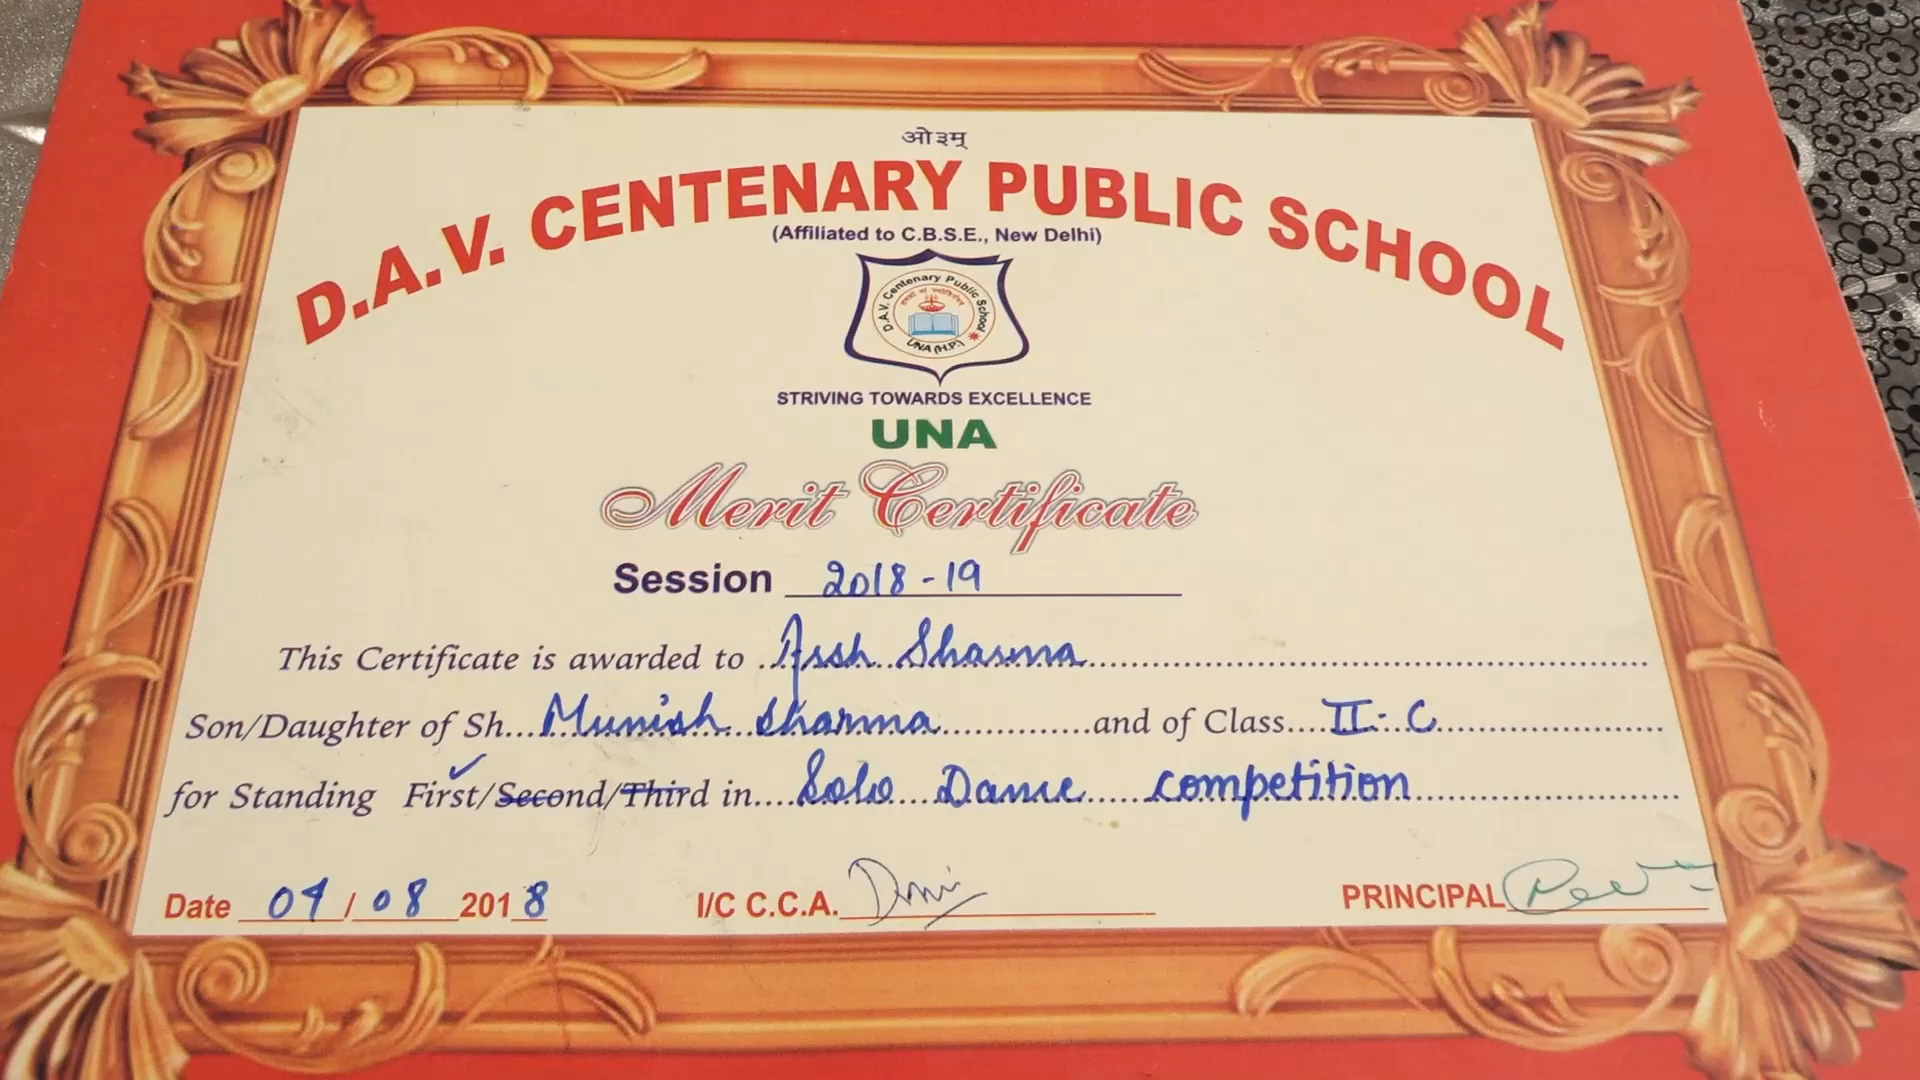 ओ३म्
D.A.V. CENTENARY PUBLIC SCHOOL
(Affiliated to C.B.S.E., New Delhi)
D.A.V. Centenary Public School
UNA (H.P.)
STRIVING TOWARDS EXCELLENCE
UNA
Merit Certificate
Session 2018-19
This Certificate is awarded to Arsh Sharma
Son/Daughter of Sh. Munish Sharma and of Class II-C
for Standing First/Second/Third in Solo Dance competition
Date 04/08 2018 I/C C.C.A. PRINCIPAL